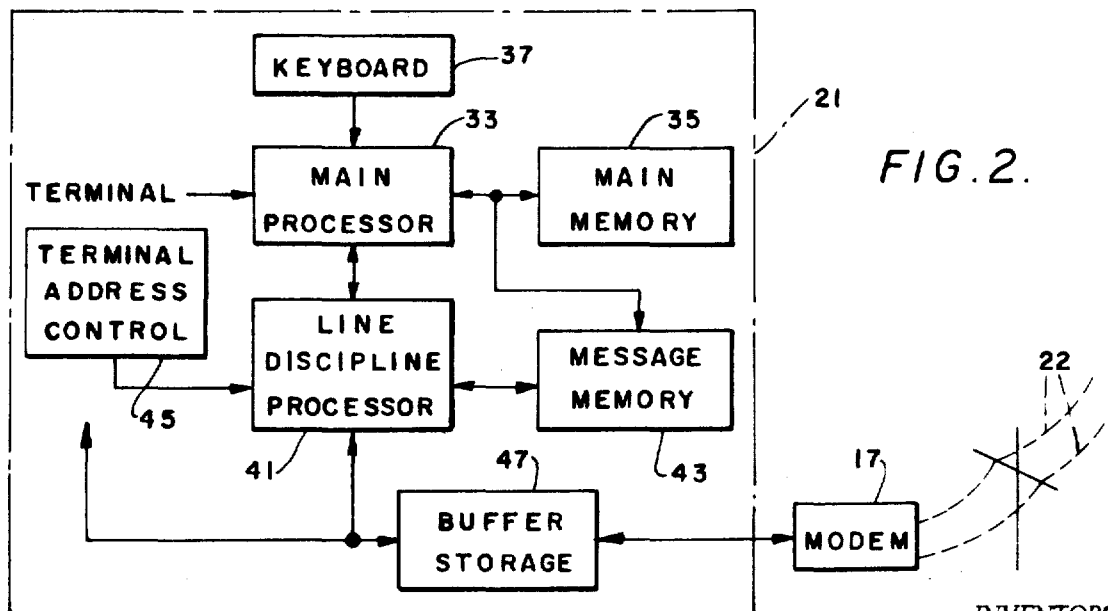 KEYBOARD
37
33
35
21
MAIN
PROCESSOR
MAIN
MEMORY
FIG. 2.
TERMINAL
TERMINAL
ADDRESS
CONTROL
LINE
DISCIPLINE
PROCESSOR
MESSAGE
MEMORY
22
45
41
47
43
17
BUFFER
STORAGE
MODEM